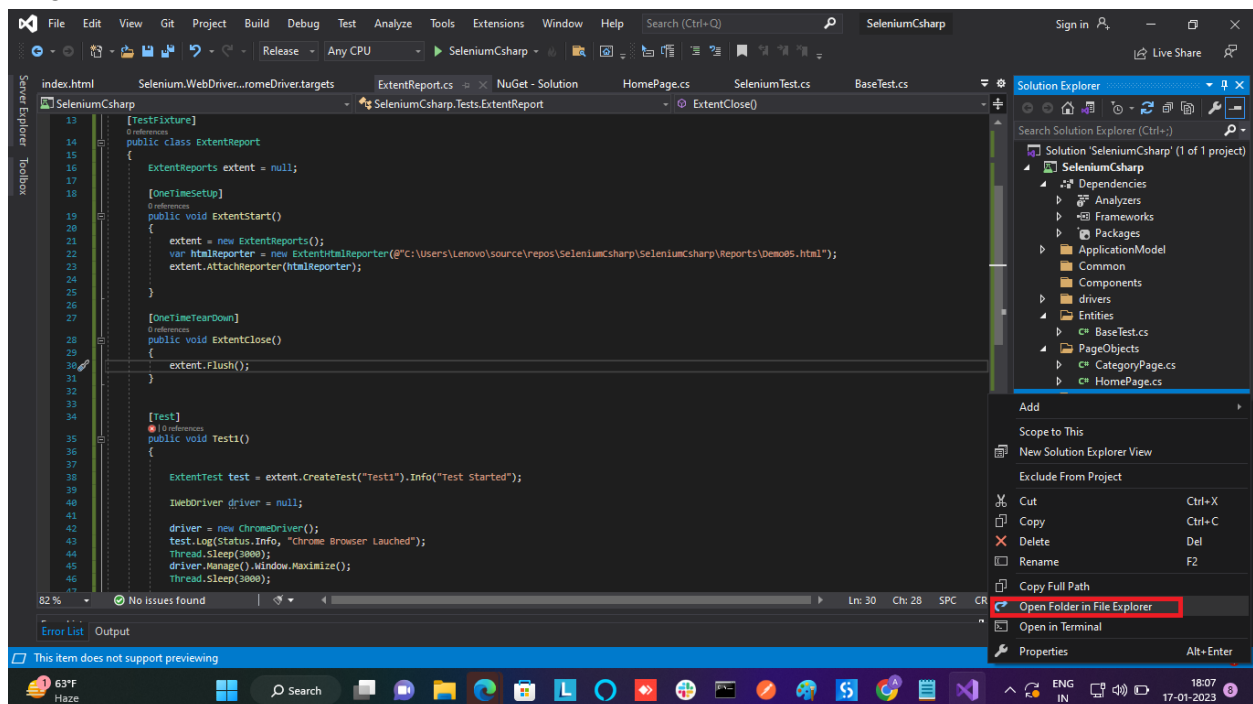 File Edit View Git Project Build Debug Test Analyze Tools Extensions Window Help Search (Ctrl+Q) SeleniumCsharp Sign in
Release Any CPU SeleniumCsharp Live Share
Server Explorer
Toolbox
index.html Selenium.WebDriver...romeDriver.targets ExtentReport.cs NuGet - Solution HomePage.cs SeleniumTest.cs BaseTest.cs
SeleniumCsharp SeleniumCsharp.Tests.ExtentReport ExtentClose()
13 [TestFixture]
0 references
14 public class ExtentReport
15 {
16 ExtentReports extent = null;
17
18 [OneTimeSetUp]
0 references
19 public void ExtentStart()
20 {
21 extent = new ExtentReports();
22 var htmlReporter = new ExtentHtmlReporter(@"C:\Users\Lenovo\source\repos\SeleniumCsharp\SeleniumCsharp\Reports\Demo05.html");
23 extent.AttachReporter(htmlReporter);
24
25 }
26
27 [OneTimeTearDown]
0 references
28 public void ExtentClose()
29 {
30 extent.Flush();
31 }
32
33
34 [Test]
0 references
35 public void Test1()
36 {
37
38 ExtentTest test = extent.CreateTest("Test1").Info("Test Started");
39
40 IWebDriver driver = null;
41
42 driver = new ChromeDriver();
43 test.Log(Status.Info, "Chrome Browser Lauched");
44 Thread.Sleep(3000);
45 driver.Manage().Window.Maximize();
46 Thread.Sleep(3000);
82 % No issues found Ln: 30 Ch: 28 SPC CR
Error List Output
This item does not support previewing
Solution Explorer
Search Solution Explorer (Ctrl+;)
Solution 'SeleniumCsharp' (1 of 1 project)
SeleniumCsharp
Dependencies
Analyzers
Frameworks
Packages
ApplicationModel
Common
Components
drivers
Entities
C# BaseTest.cs
PageObjects
C# CategoryPage.cs
C# HomePage.cs
Add
Scope to This
New Solution Explorer View
Exclude From Project
Cut Ctrl+X
Copy Ctrl+C
Delete Del
Rename F2
Copy Full Path
Open Folder in File Explorer
Open in Terminal
Properties Alt+Enter
1 63°F
Haze
Search
ENG
IN
18:07
17-01-2023
8